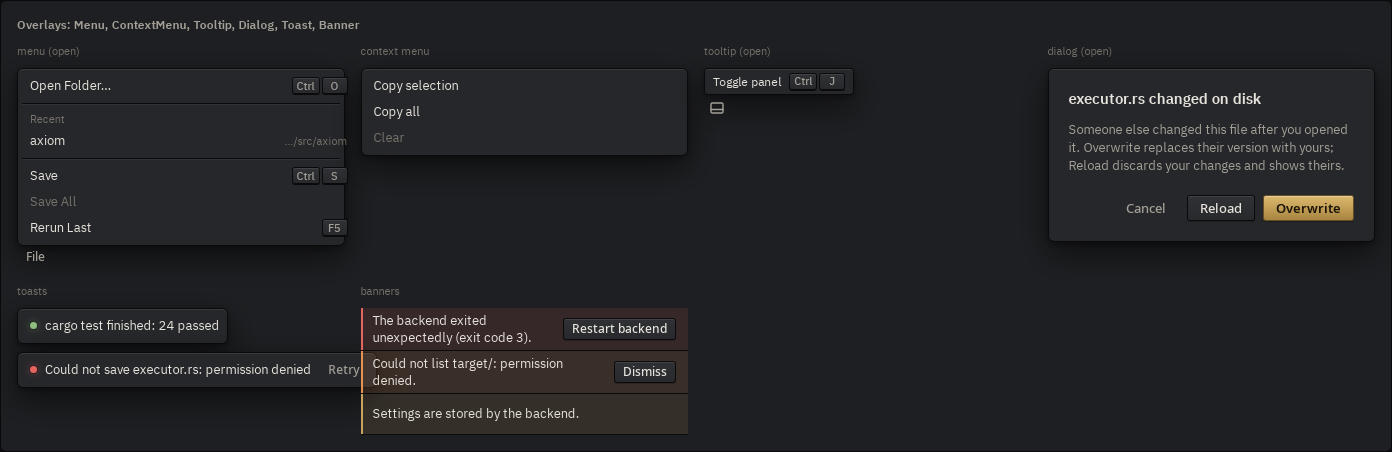 Overlays: Menu, ContextMenu, Tooltip, Dialog, Toast, Banner
menu (open)
Open Folder... Ctrl O
Recent
axiom .../src/axiom
Save Ctrl S
Save All
Rerun Last F5
File
context menu
Copy selection
Copy all
Clear
tooltip (open)
Toggle panel Ctrl J
dialog (open)
executor.rs changed on disk
Someone else changed this file after you opened
it. Overwrite replaces their version with yours;
Reload discards your changes and shows theirs.
Cancel Reload Overwrite
toasts
cargo test finished: 24 passed
Could not save executor.rs: permission denied Retry
banners
The backend exited
unexpectedly (exit code 3).
Restart backend
Could not list target/: permission
denied.
Dismiss
Settings are stored by the backend.